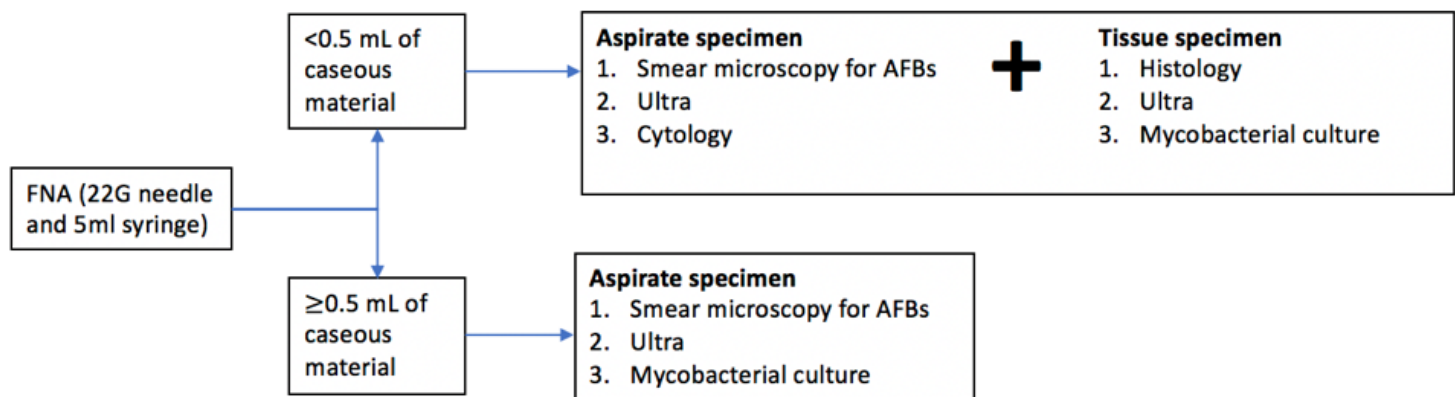 <0.5 mL of
caseous
material
Aspirate specimen
1. Smear microscopy for AFBs
2. Ultra
3. Cytology
+
Tissue specimen
1. Histology
2. Ultra
3. Mycobacterial culture
FNA (22G needle
and 5ml syringe)
≥0.5 mL of
caseous
material
Aspirate specimen
1. Smear microscopy for AFBs
2. Ultra
3. Mycobacterial culture